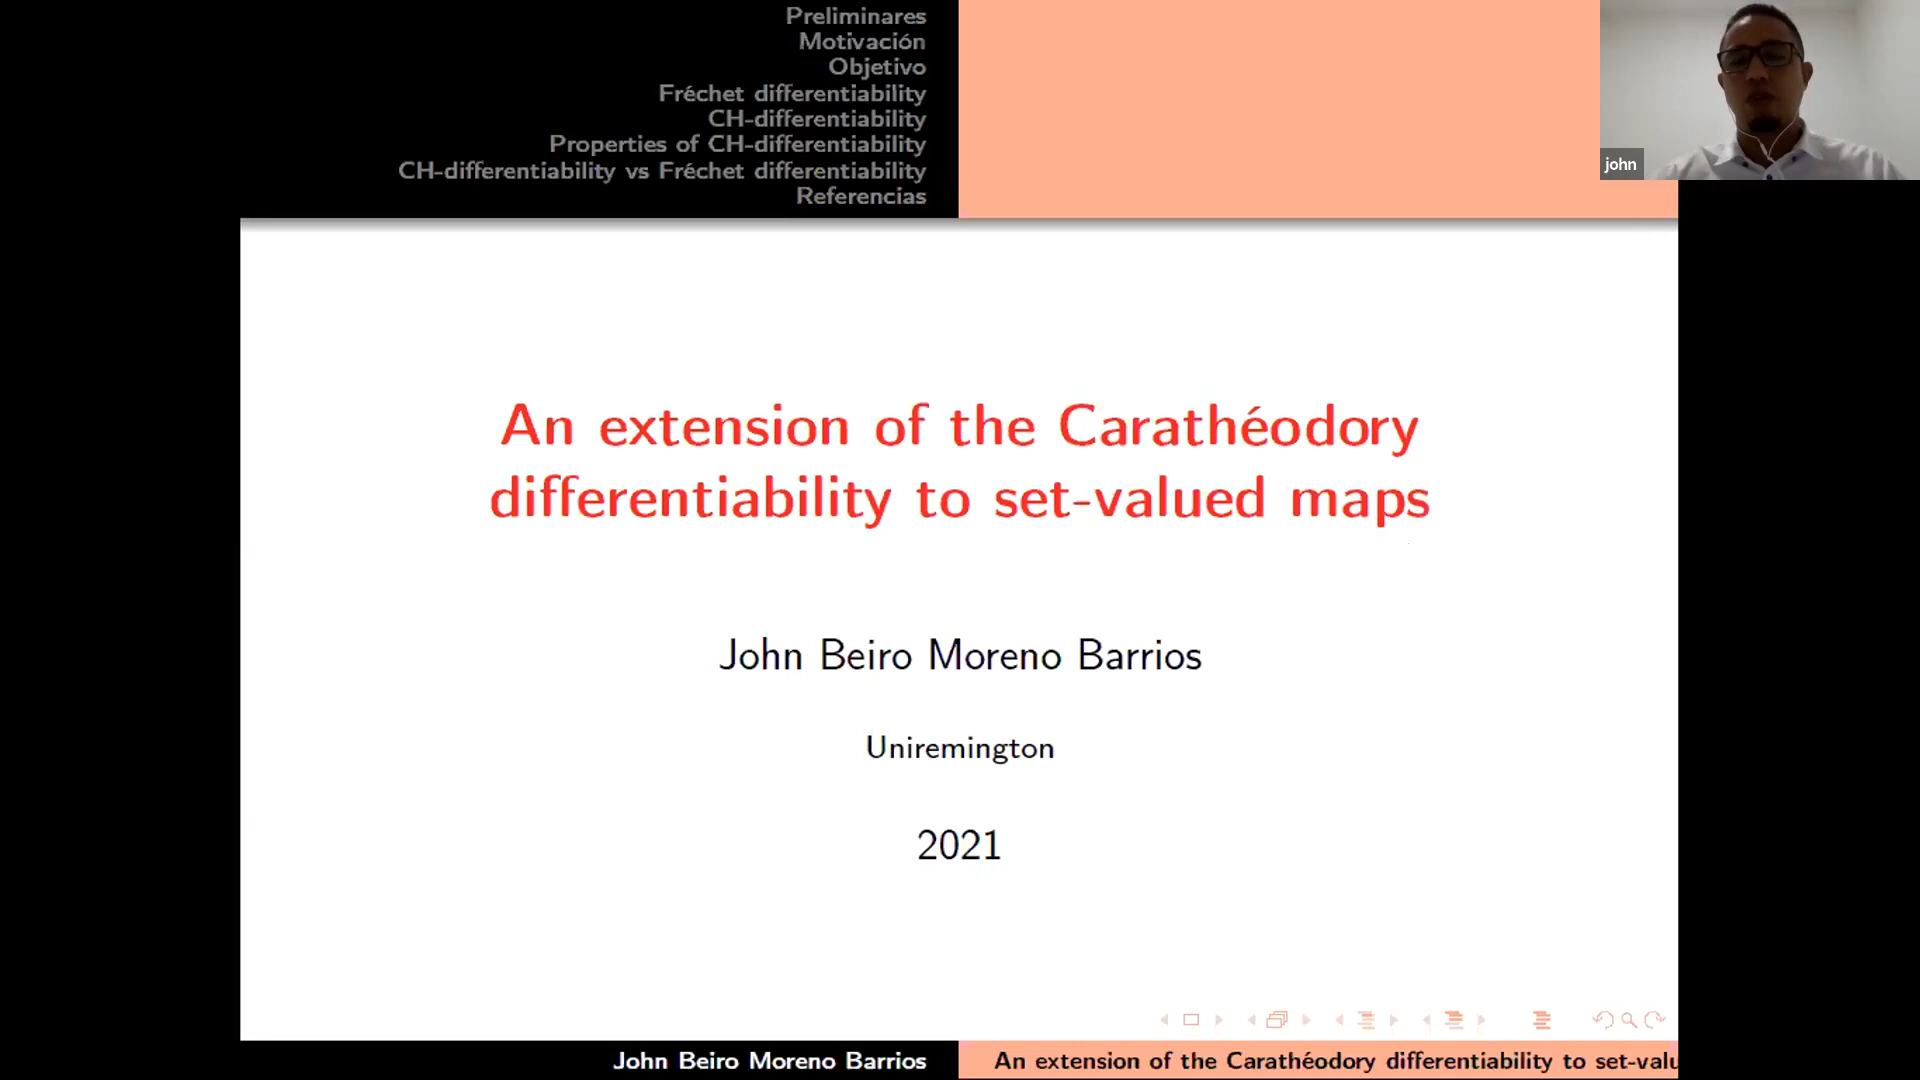 Preliminares
Motivación
Objetivo
Fréchet differentiability
CH-differentiability
Properties of CH-differentiability
CH-differentiability vs Fréchet differentiability
Referencias
john
An extension of the Carathéodory
differentiability to set-valued maps
John Beiro Moreno Barrios
Uniremington
2021
John Beiro Moreno Barrios
An extension of the Carathéodory differentiability to set-valu